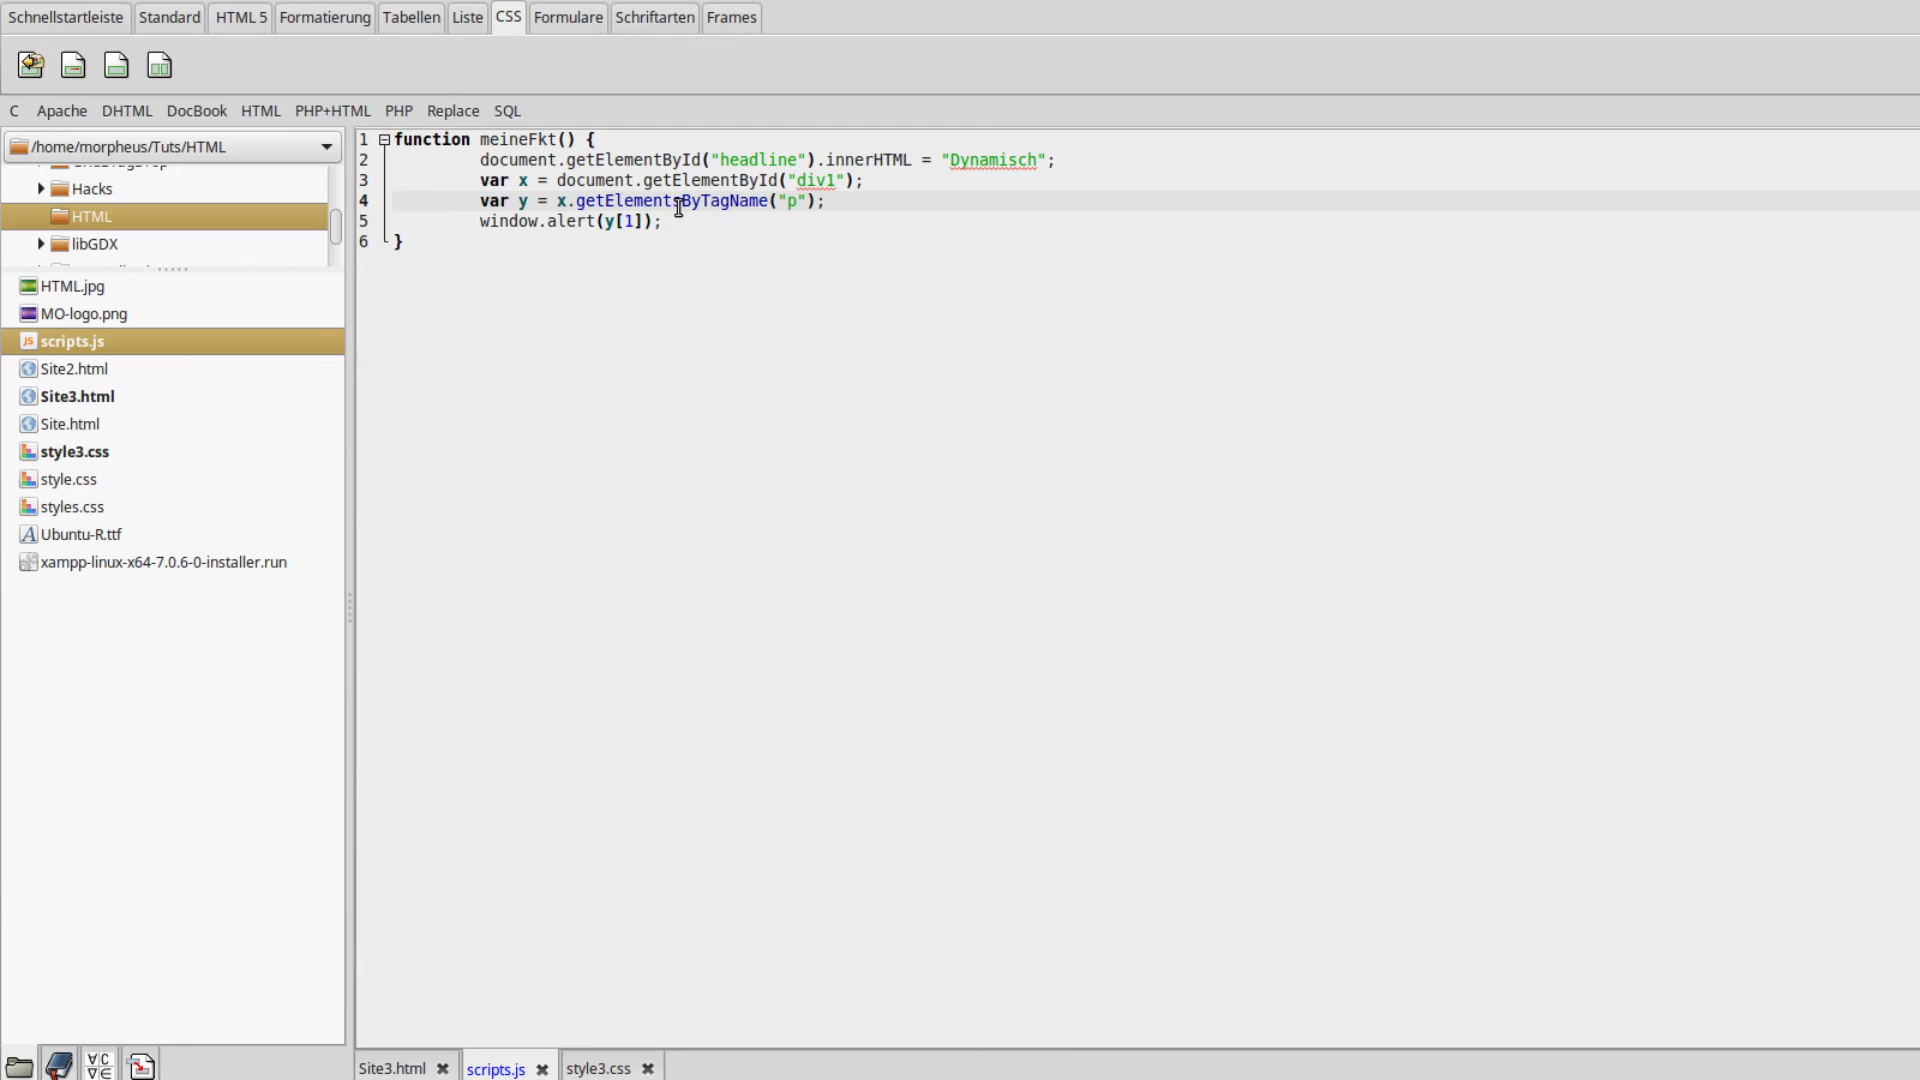 Schnellstartleiste Standard HTML 5 Formatierung Tabellen Liste CSS Formulare Schriftarten Frames
C Apache DHTML DocBook HTML PHP+HTML PHP Replace SQL
/home/morpheus/Tuts/HTML
Hacks
HTML
libGDX
HTML.jpg
MO-logo.png
scripts.js
Site2.html
Site3.html
Site.html
style3.css
style.css
styles.css
Ubuntu-R.ttf
xampp-linux-x64-7.0.6-0-installer.run
1 function meineFkt() {
2 document.getElementById("headline").innerHTML = "Dynamisch";
3 var x = document.getElementById("div1");
4 var y = x.getElementsByTagName("p");
5 window.alert(y[1]);
6 }
Site3.html scripts.js style3.css